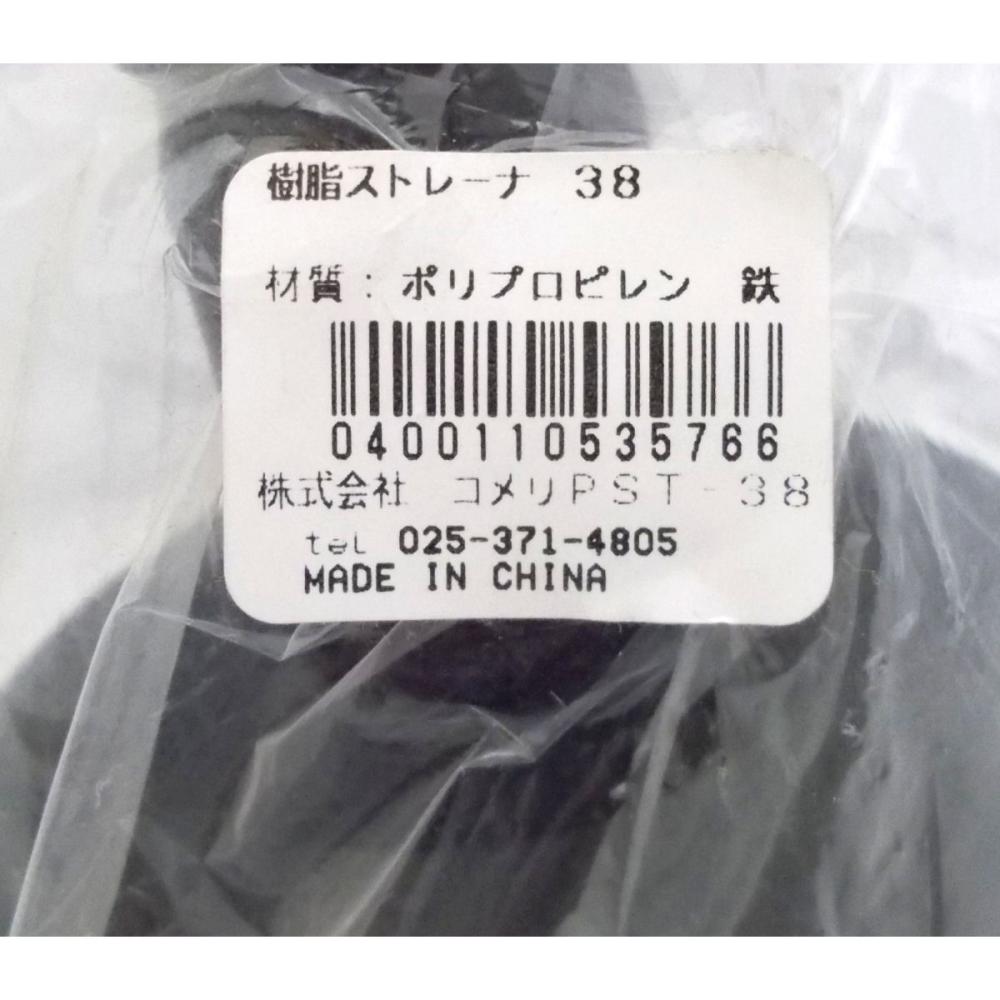 樹脂ストレーナ 38
材質：ポリプロピレン 鉄
0400110535766
株式会社 コメリPST-38
tel 025-371-4805
MADE IN CHINA